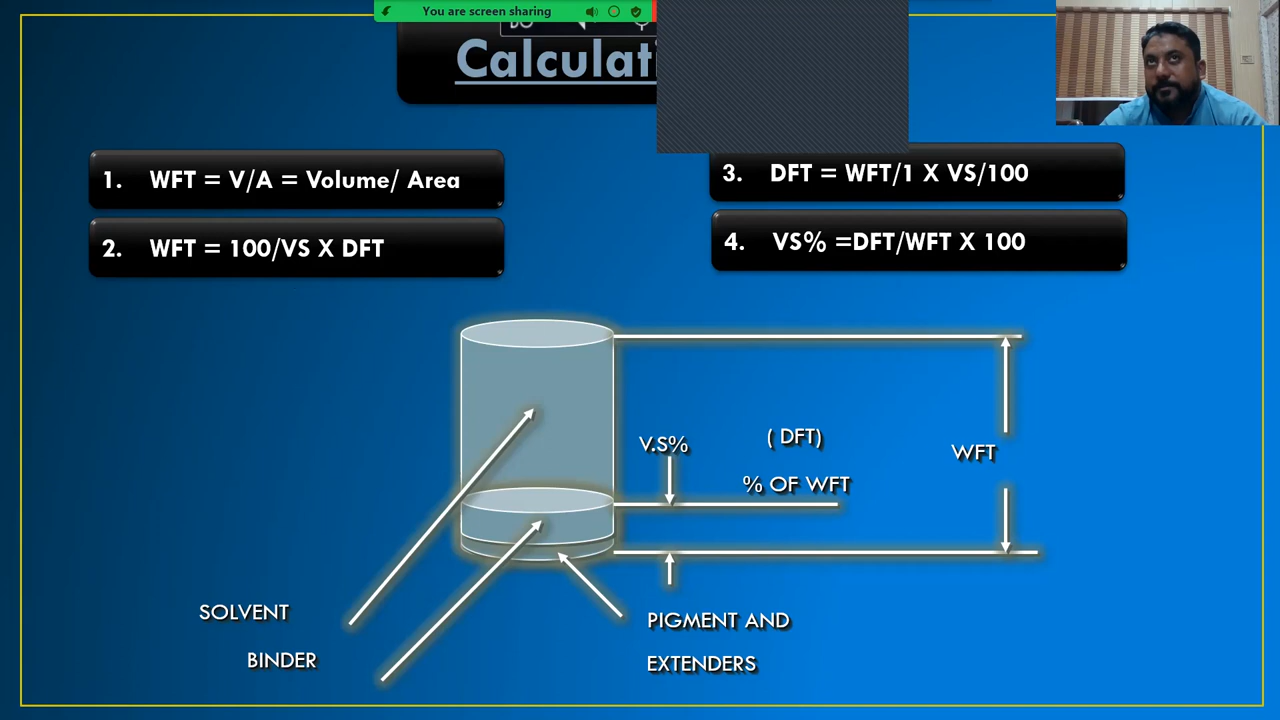 You are screen sharing
1. WFT = V/A = Volume/ Area
2. WFT = 100/VS X DFT
3. DFT = WFT/1 X VS/100
4. VS% =DFT/WFT X 100
V.S%
( DFT)
% OF WFT
WFT
SOLVENT
BINDER
PIGMENT AND
EXTENDERS